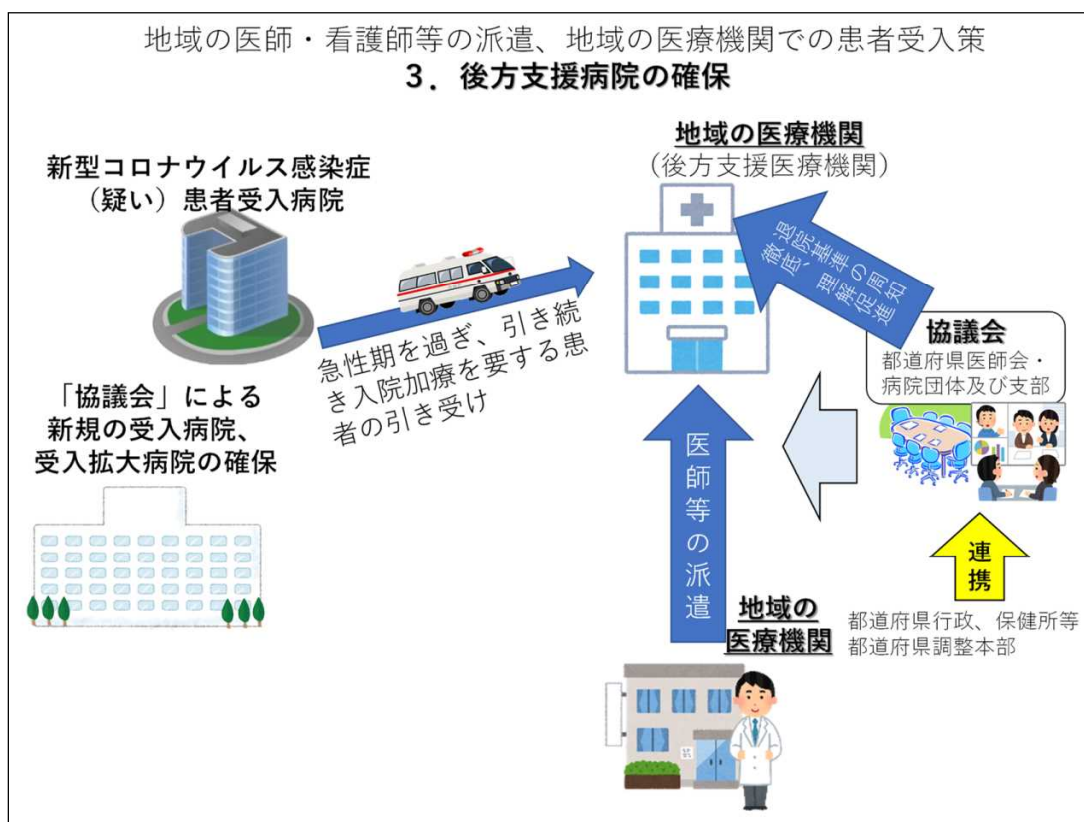 地域の医師・看護師等の派遣、地域の医療機関での患者受入策
3．後方支援病院の確保
新型コロナウイルス感染症
（疑い）患者受入病院
「協議会」による
新規の受入病院、
受入拡大病院の確保
急性期を過ぎ、引き続
き入院加療を要する患
者の引き受け
地域の医療機関
（後方支援医療機関）
退院基準の周知
徹底、理解促進
協議会
都道府県医師会・
病院団体及び支部
医師等の派遣
連携
都道府県行政、保健所等
都道府県調整本部
地域の
医療機関